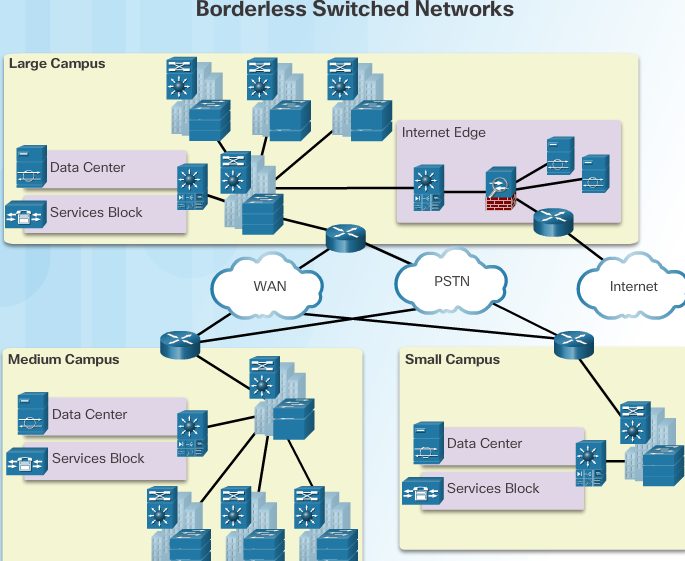 Borderless Switched Networks
Large Campus
Internet Edge
Data Center
Services Block
WAN
PSTN
Internet
Medium Campus
Small Campus
Data Center
Services Block
Data Center
Services Block